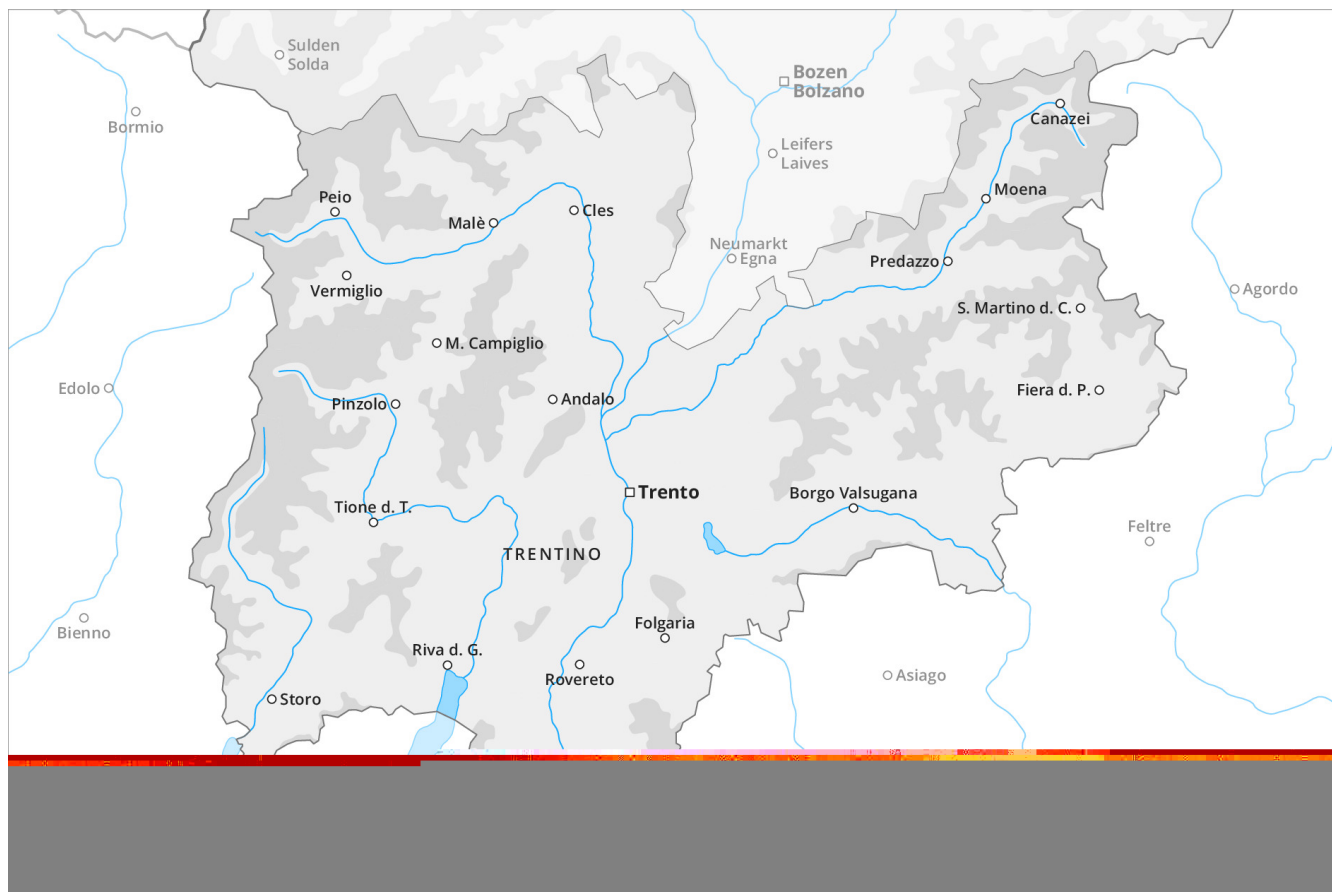 Sulden
Solda
Bozen
Bolzano
Bormio
Canazei
Leifers
Laives
Peio
Moena
Malè
Cles
Neumarkt
Egna
Predazzo
Vermiglio
Agordo
S. Martino d. C.
M. Campiglio
Edolo
Fiera d. P.
Pinzolo
Andalo
Trento
Borgo Valsugana
Tione d. T.
Feltre
TRENTINO
Bienno
Folgaria
Riva d. G.
Rovereto
Asiago
Storo